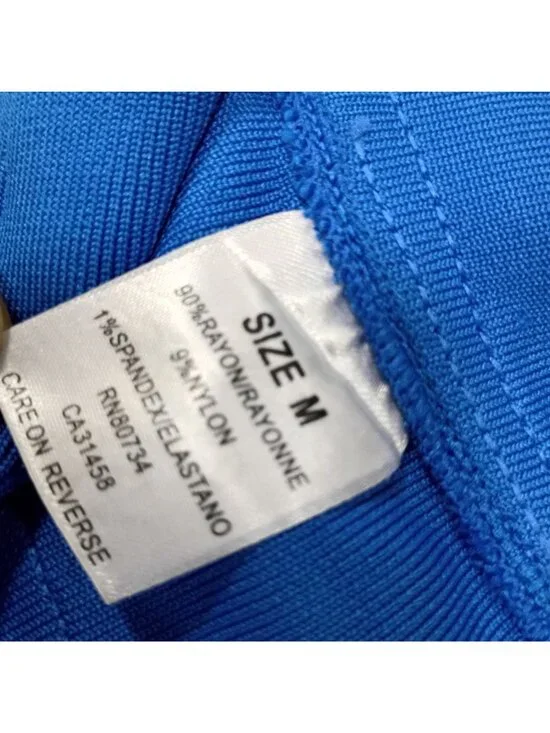 SIZE M
90%RAYON/RAYONNE
9%NYLON
1%SPANDEX/ELASTANO
RN80734
CA31458
CARE ON REVERSE